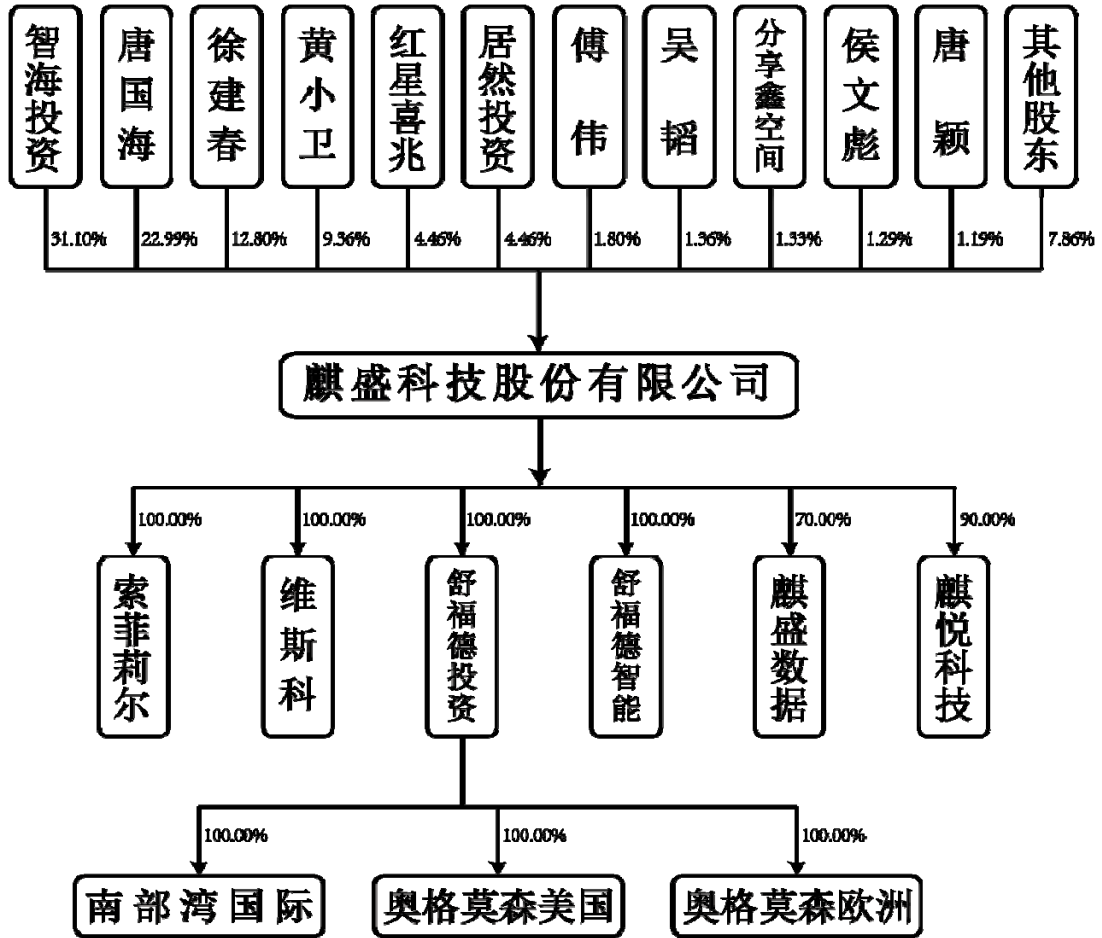 智海投资
唐国海
徐建春
黄小卫
红星喜兆
居然投资
傅伟
吴韬
分享鑫空间
侯文彪
唐颖
其他股东
31.10%
22.99%
12.80%
9.36%
4.46%
4.46%
1.80%
1.36%
1.33%
1.29%
1.19%
7.86%
麒盛科技股份有限公司
100.00%
100.00%
100.00%
100.00%
70.00%
90.00%
索菲莉尔
维斯科
舒福德投资
舒福德智能
麒盛数据
麒悦科技
100.00%
100.00%
100.00%
南部湾国际
奥格莫森美国
奥格莫森欧洲